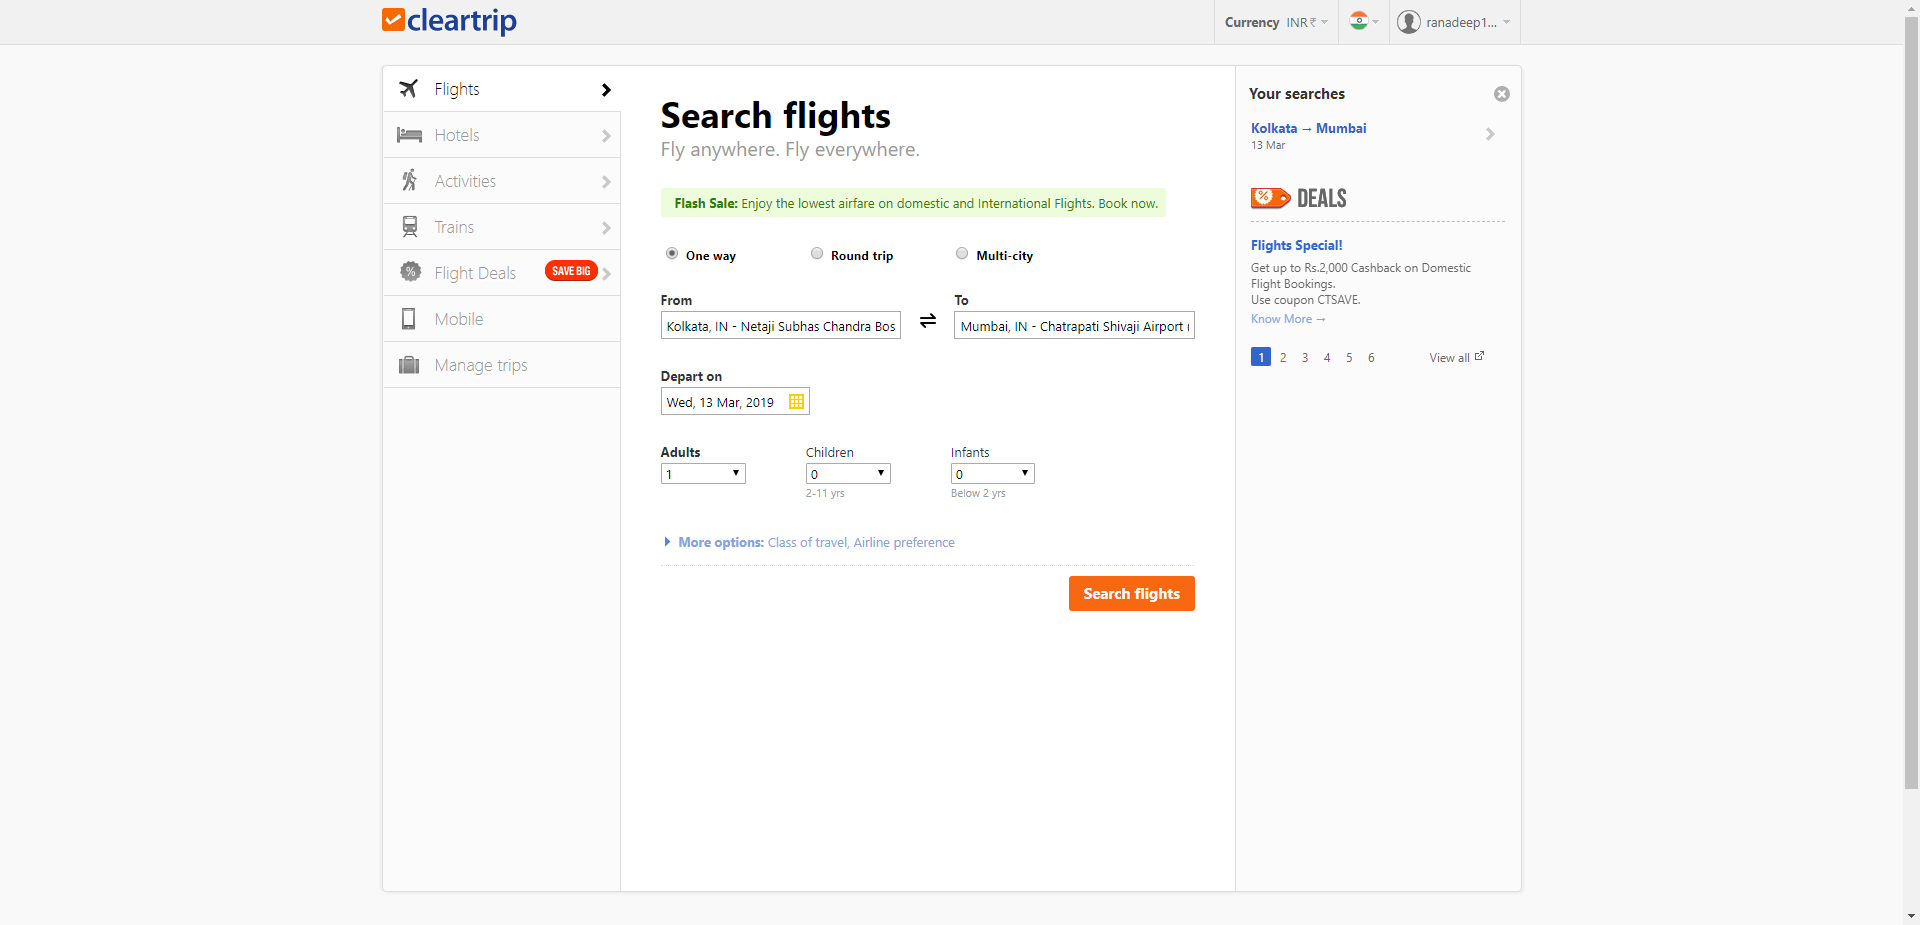 cleartrip
Currency INR ₹
ranadeep1...
Flights
Hotels
Activities
Trains
Flight Deals SAVE BIG
Mobile
Manage trips
Search flights
Fly anywhere. Fly everywhere.
Flash Sale: Enjoy the lowest airfare on domestic and International Flights. Book now.
One way Round trip Multi-city
From To
Kolkata, IN - Netaji Subhas Chandra Bos Mumbai, IN - Chatrapati Shivaji Airport (
Depart on
Wed, 13 Mar, 2019
Adults Children Infants
1 0 0
2-11 yrs Below 2 yrs
More options: Class of travel, Airline preference
Search flights
Your searches
Kolkata → Mumbai
13 Mar
% DEALS
Flights Special!
Get up to Rs.2,000 Cashback on Domestic
Flight Bookings.
Use coupon CTSAVE.
Know More →
1 2 3 4 5 6 View all